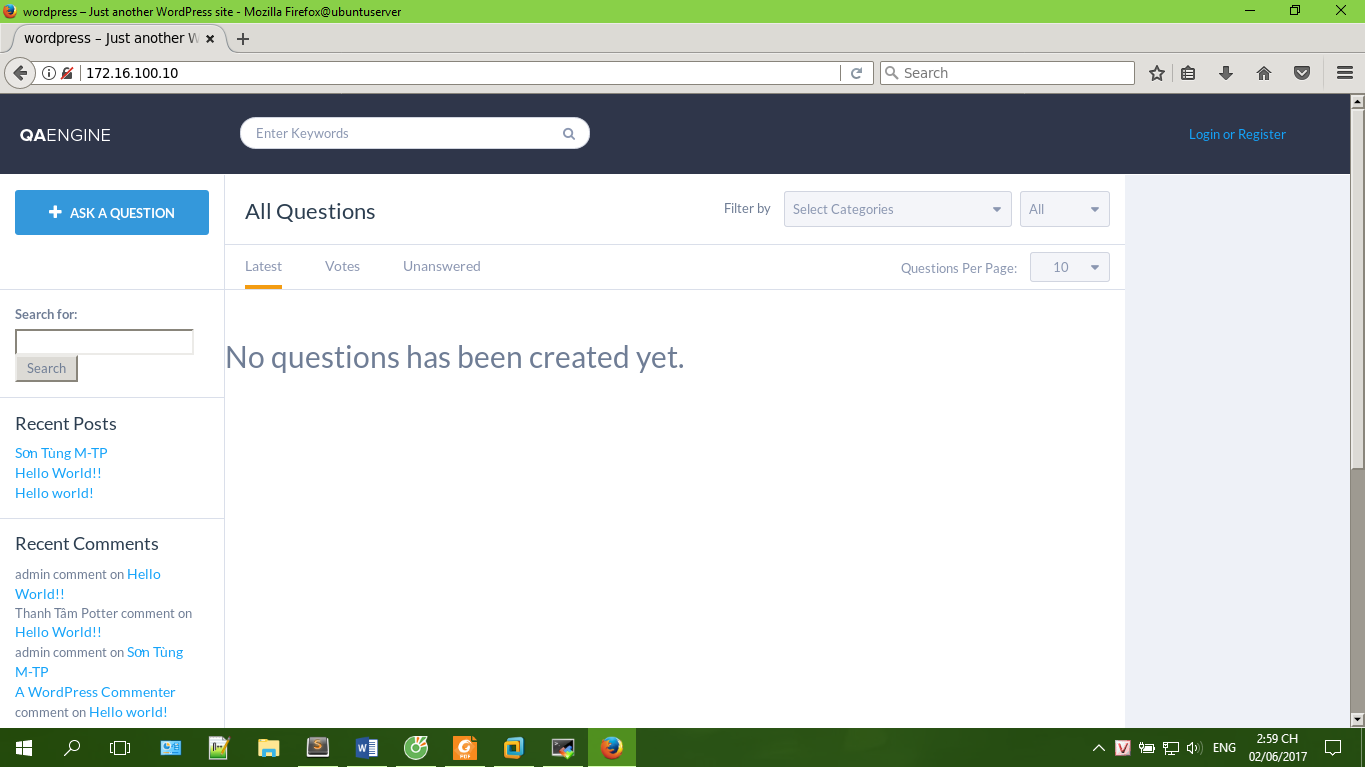 wordpress – Just another WordPress site - Mozilla Firefox@ubuntuserver
wordpress – Just another W
172.16.100.10
Search
QAENGINE
Enter Keywords
Login or Register
ASK A QUESTION
All Questions
Filter by
Select Categories
All
Latest
Votes
Unanswered
Questions Per Page:
10
Search for:
Search
No questions has been created yet.
Recent Posts
Sơn Tùng M-TP
Hello World!!
Hello world!
Recent Comments
admin comment on Hello
World!!
Thanh Tâm Potter comment on
Hello World!!
admin comment on Sơn Tùng
M-TP
A WordPress Commenter
comment on Hello world!
ENG
2:59 CH
02/06/2017